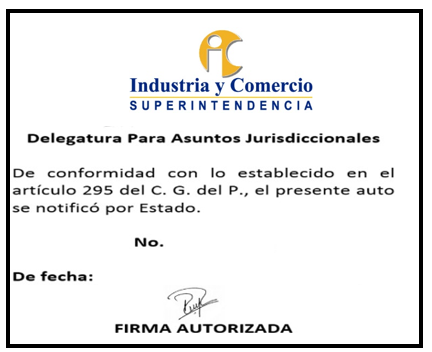 Industria y Comercio
SUPERINTENDENCIA
Delegatura Para Asuntos Jurisdiccionales
De conformidad con lo establecido en el
artículo 295 del C. G. del P., el presente auto
se notificó por Estado.
No.
De fecha:
FIRMA AUTORIZADA